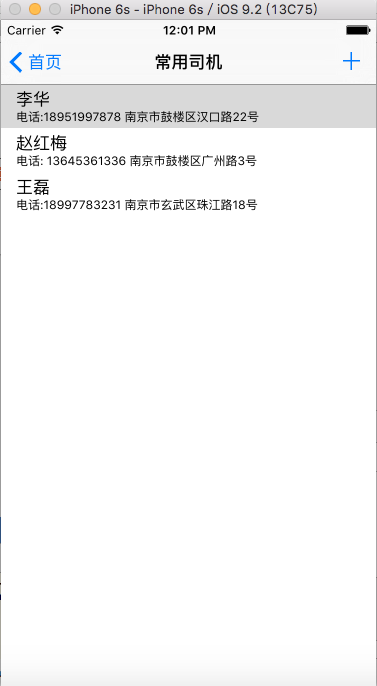 iPhone 6s - iPhone 6s / iOS 9.2 (13C75)
Carrier 12:01 PM
首页 常用司机 +
李华
电话:18951997878 南京市鼓楼区汉口路22号
赵红梅
电话: 13645361336 南京市鼓楼区广州路3号
王磊
电话:18997783231 南京市玄武区珠江路18号